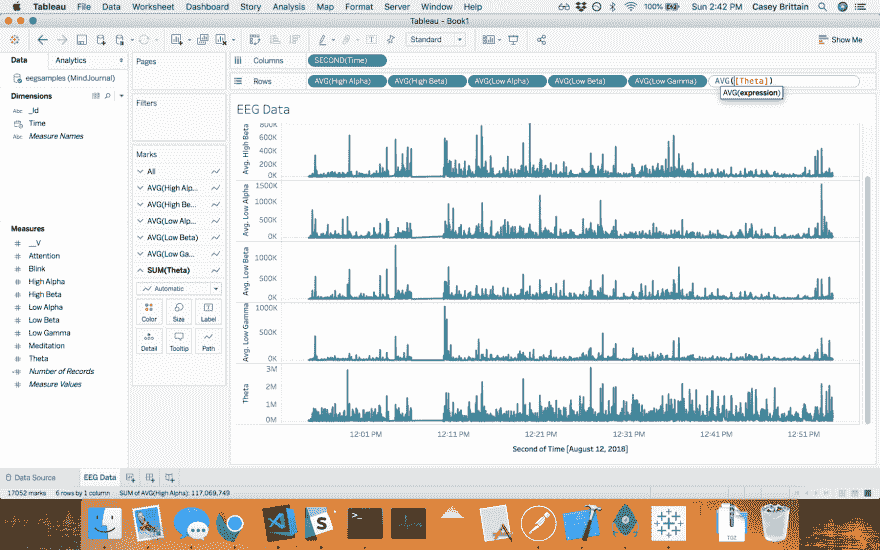 Tableau File Data Worksheet Dashboard Story Analysis Map Format Server Window Help 100% Sun 2:42 PM Casey Brittain
Tableau - Book1
Standard Show Me
Data Analytics
eegsamples (MindJournal)
Dimensions
Abc _Id
Time
Abc Measure Names
Measures
# __V
# Attention
# Blink
# High Alpha
# High Beta
# Low Alpha
# Low Beta
# Low Gamma
# Meditation
# Theta
# Number of Records
# Measure Values
Pages
Filters
Marks
All
AVG(High Alp...
AVG(High Be...
AVG(Low Alp...
AVG(Low Beta)
AVG(Low Ga...
SUM(Theta)
Automatic
Color Size Label
Detail Tooltip Path
Columns SECOND(Time)
Rows AVG(High Alpha) AVG(High Beta) AVG(Low Alpha) AVG(Low Beta) AVG(Low Gamma) AVG([Theta])
AVG(expression)
EEG Data
Avg. High Beta
800K
600K
400K
200K
0K
Avg. Low Alpha
1500K
1000K
500K
0K
Avg. Low Beta
1000K
500K
0K
Avg. Low Gamma
1000K
500K
0K
Theta
3M
2M
1M
0M
12:01 PM 12:11 PM 12:21 PM 12:31 PM 12:41 PM 12:51 PM
Second of Time [August 12, 2018]
Data Source EEG Data
17052 marks 6 rows by 1 column SUM of AVG(High Alpha): 117,069,749